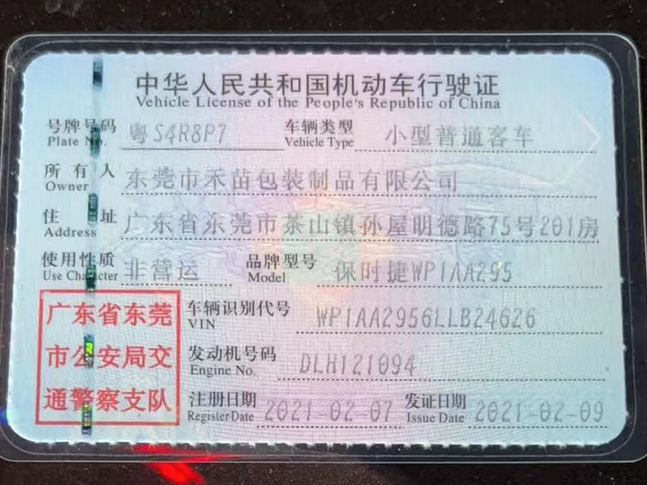 中华人民共和国机动车行驶证
Vehicle License of the People's Republic of China
号牌号码 粤S4R8P7 车辆类型 小型普通客车
Plate No. Vehicle Type
所有人 东莞市禾苗包装制品有限公司
Owner
住址 广东省东莞市茶山镇孙屋明德路75号201房
Address
使用性质 非营运 品牌型号 保时捷WP1AA295
Use Character Model
广东省东莞 车辆识别代号 WP1AA2956LLB24626
VIN
市公安局交 发动机号码 DLH121094
Engine No.
通警察支队 注册日期 2021-02-07 发证日期 2021-02-09
Register Date Issue Date